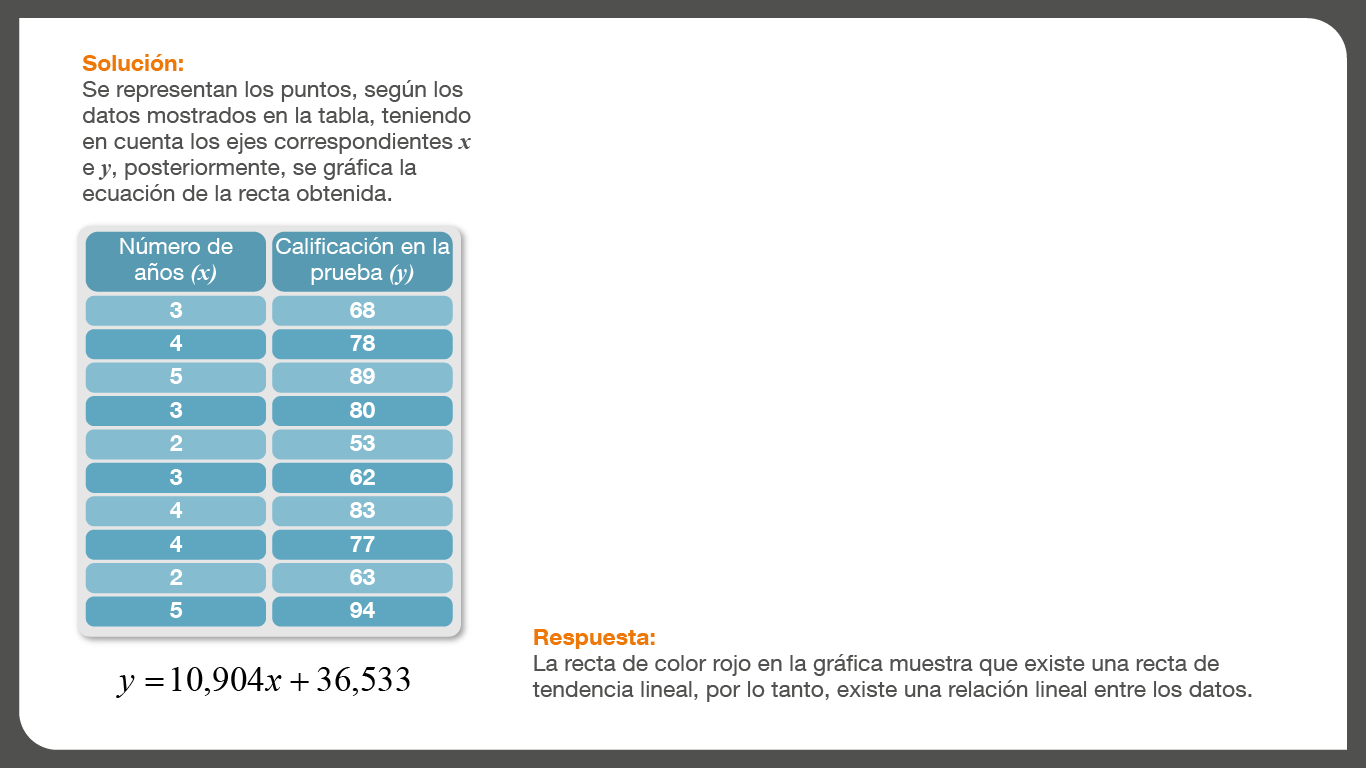 Solución:
Se representan los puntos, según los
datos mostrados en la tabla, teniendo
en cuenta los ejes correspondientes x
e y, posteriormente, se gráfica la
ecuación de la recta obtenida.
Número de años (x) Calificación en la prueba (y)
3 68
4 78
5 89
3 80
2 53
3 62
4 83
4 77
2 63
5 94
y = 10,904x + 36,533
Respuesta:
La recta de color rojo en la gráfica muestra que existe una recta de
tendencia lineal, por lo tanto, existe una relación lineal entre los datos.